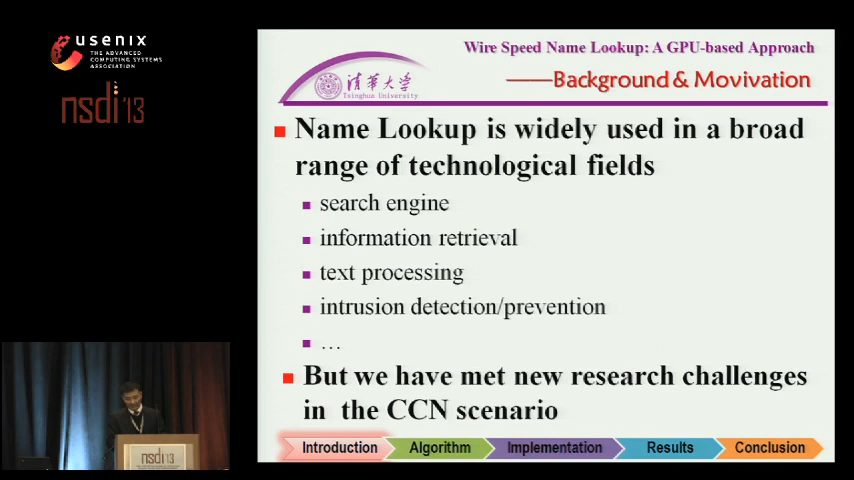 usenix
THE ADVANCED
COMPUTING SYSTEMS
ASSOCIATION
nsdi '13
Wire Speed Name Lookup: A GPU-based Approach
清华大学
Tsinghua University
——Background & Movivation
Name Lookup is widely used in a broad
range of technological fields
search engine
information retrieval
text processing
intrusion detection/prevention
…
But we have met new research challenges
in the CCN scenario
nsdi '13
Introduction
Algorithm
Implementation
Results
Conclusion